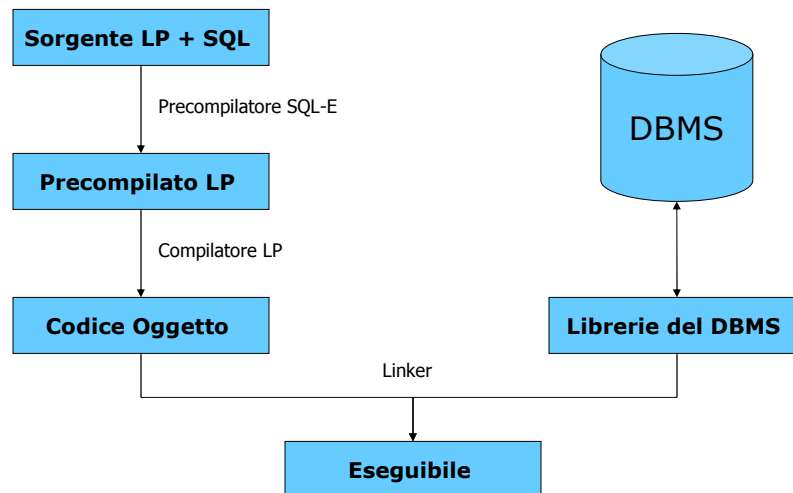 Sorgente LP + SQL
Precompilatore SQL-E
DBMS
Precompilato LP
Compilatore LP
Codice Oggetto
Librerie del DBMS
Linker
Eseguibile